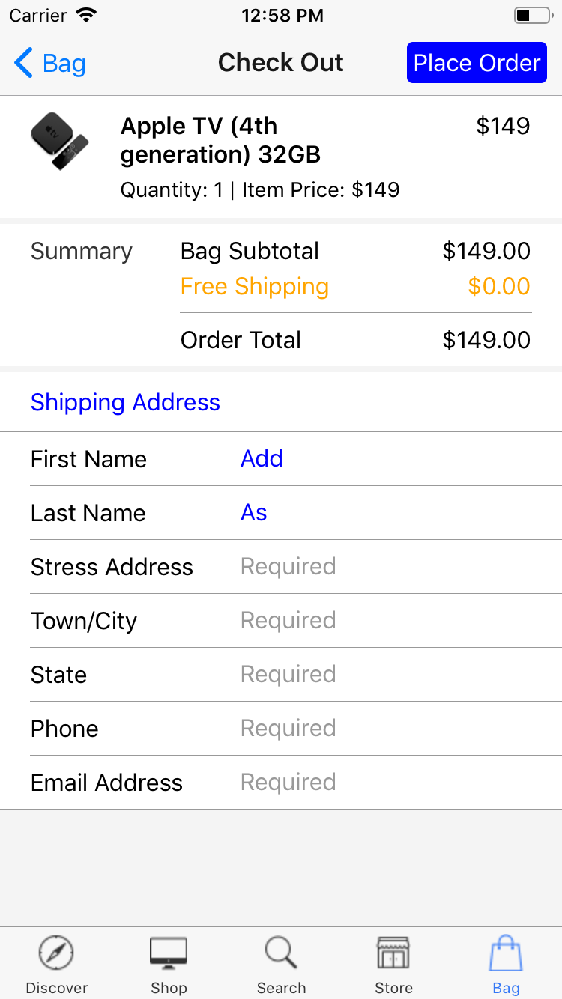 Carrier 12:58 PM
Bag Check Out Place Order
Apple TV (4th $149
generation) 32GB
Quantity: 1 | Item Price: $149
Summary Bag Subtotal $149.00
Free Shipping $0.00
Order Total $149.00
Shipping Address
First Name Add
Last Name As
Stress Address Required
Town/City Required
State Required
Phone Required
Email Address Required
Discover Shop Search Store Bag